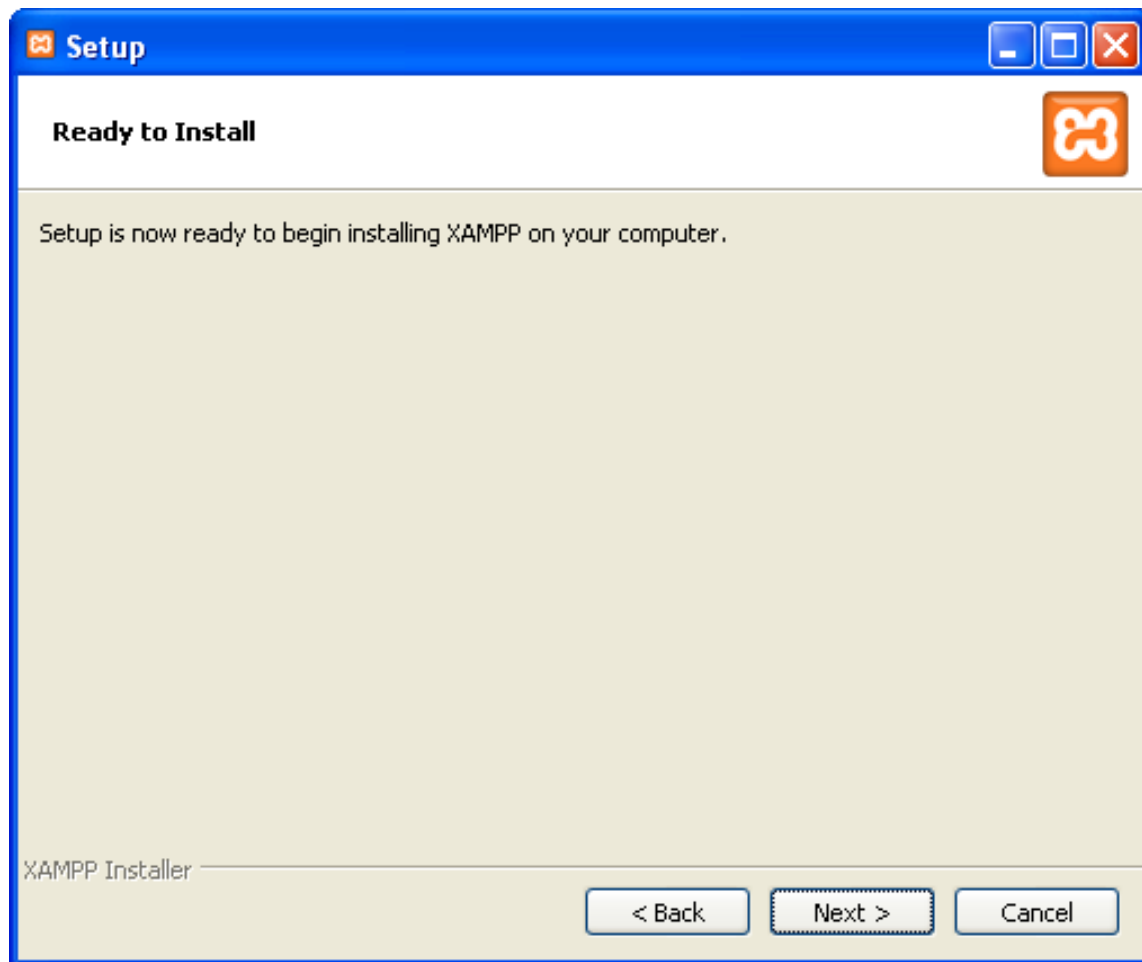 Setup
Ready to Install
Setup is now ready to begin installing XAMPP on your computer.
XAMPP Installer
< Back Next > Cancel